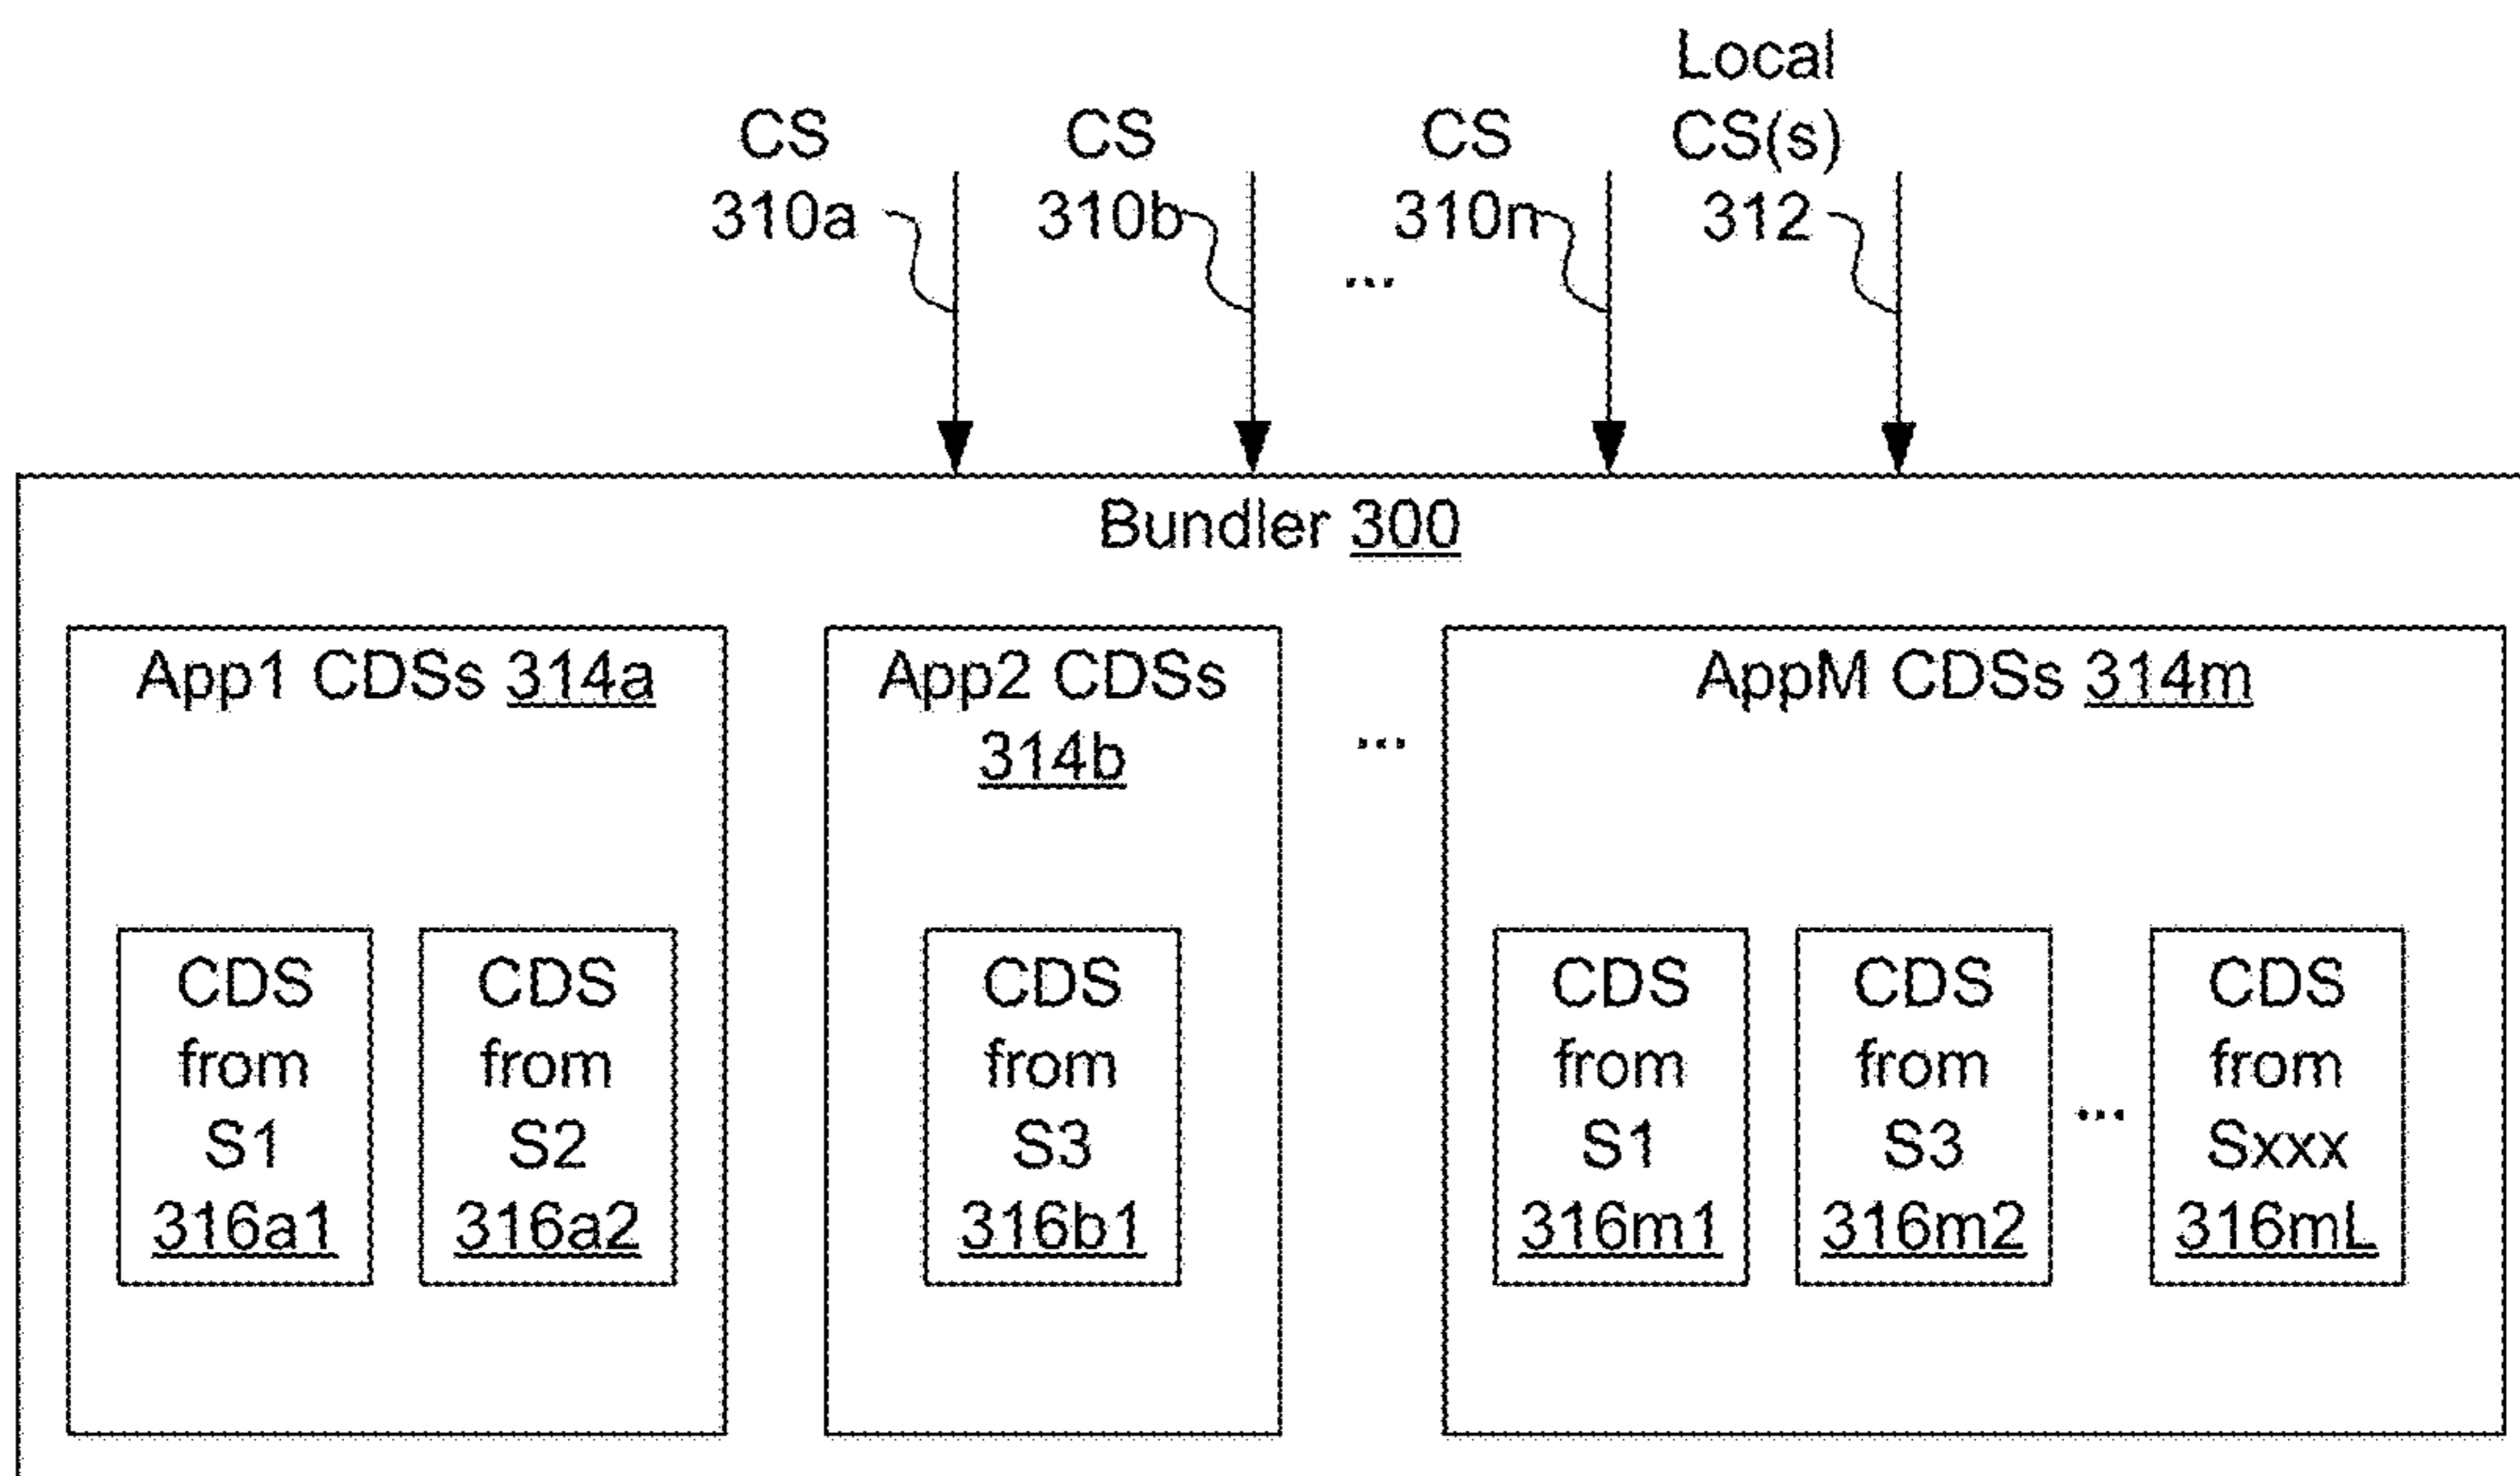 Local
CS
CS
CS
CS(s)
310a
310b
...
310n
312
Bundler 300
App1 CDSs 314a
App2 CDSs
314b
...
AppM CDSs 314m
CDS
from
S1
316a1
CDS
from
S2
316a2
CDS
from
S3
316b1
CDS
from
S1
316m1
CDS
from
S3
316m2
...
CDS
from
Sxxx
316mL